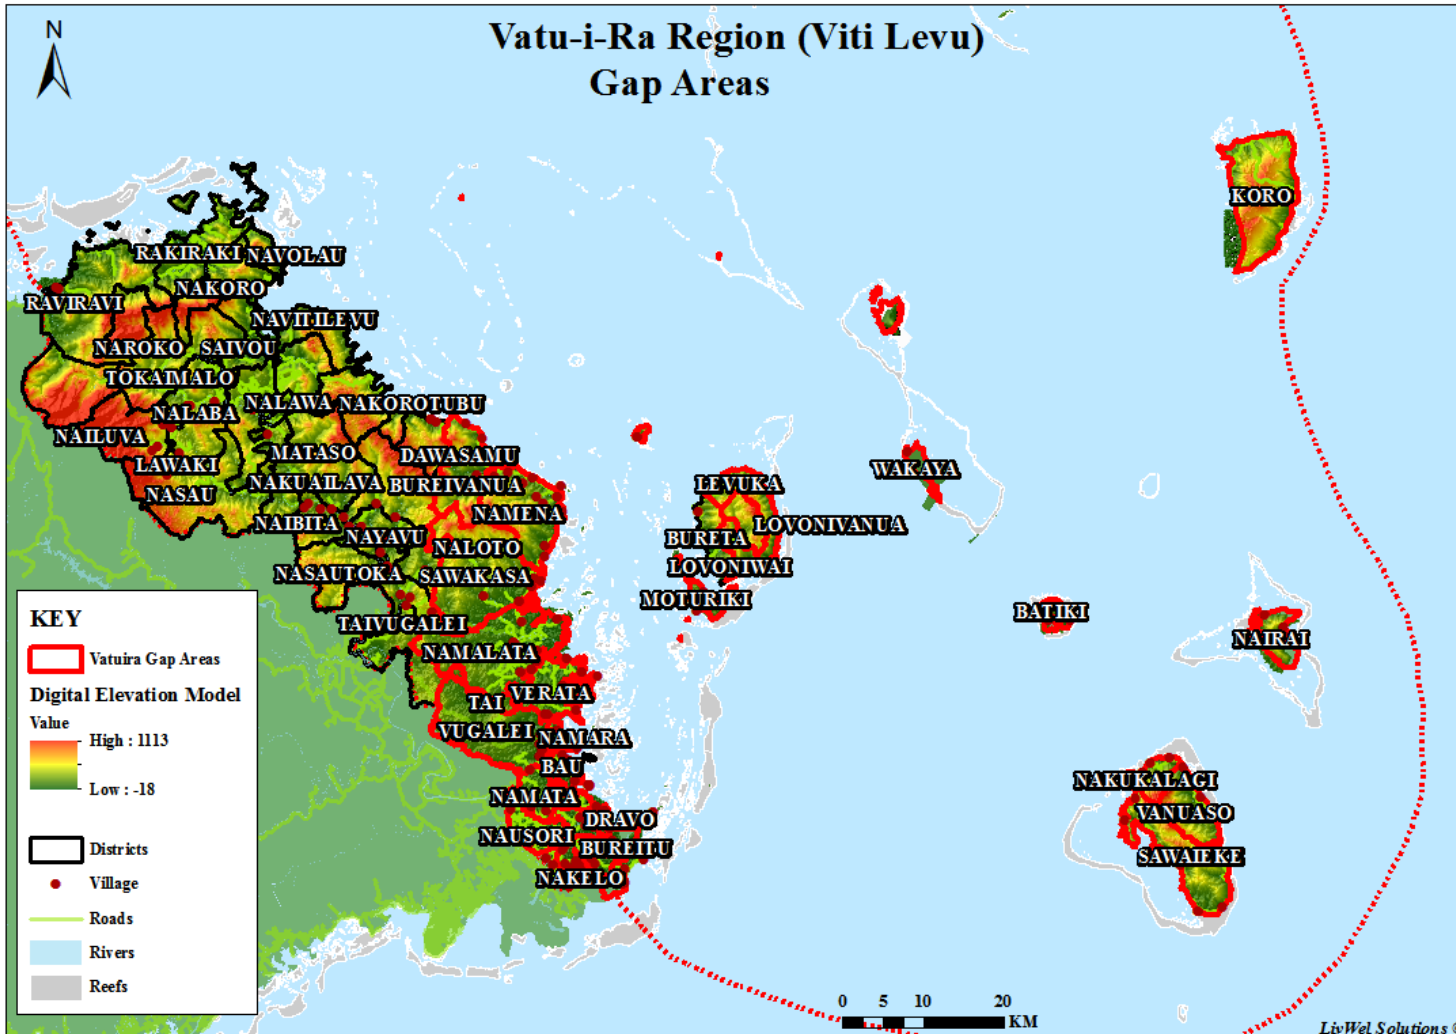 Vatu-i-Ra Region (Viti Levu)
Gap Areas
N
KORO
RAKIRAKI
NAVOLAU
NAKORO
RAVIRAVI
NAVITILEVU
NAROKO
SAIVOU
TOKAIMALO
NALABA
NALAWA
NAKOROTUBU
NAILUVA
MATASO
DAWASAMU
LAWAKI
NAKUAILAVA
BUREIVANUA
NASAU
NAMENA
NAIBITA
NAYAVU
NALOTO
NASAUTOKA
SAWAKASA
TAIVUGALEI
NAMALATA
TAI
VERATA
VUGALEI
NAMARA
BAU
NAMATA
DRAVO
NAUSORI
BUREITU
NAKELO
LEVUKA
LOVONIVANUA
BURETA
LOVONIWAI
MOTURIKI
WAKAYA
BATIKI
NAIRAI
NAKUKALAGI
VANUASO
SAWAIEKE
KEY
Vatuira Gap Areas
Digital Elevation Model
Value
High : 1113
Low : -18
Districts
Village
Roads
Rivers
Reefs
0 5 10 20
KM
LivWel Solutions